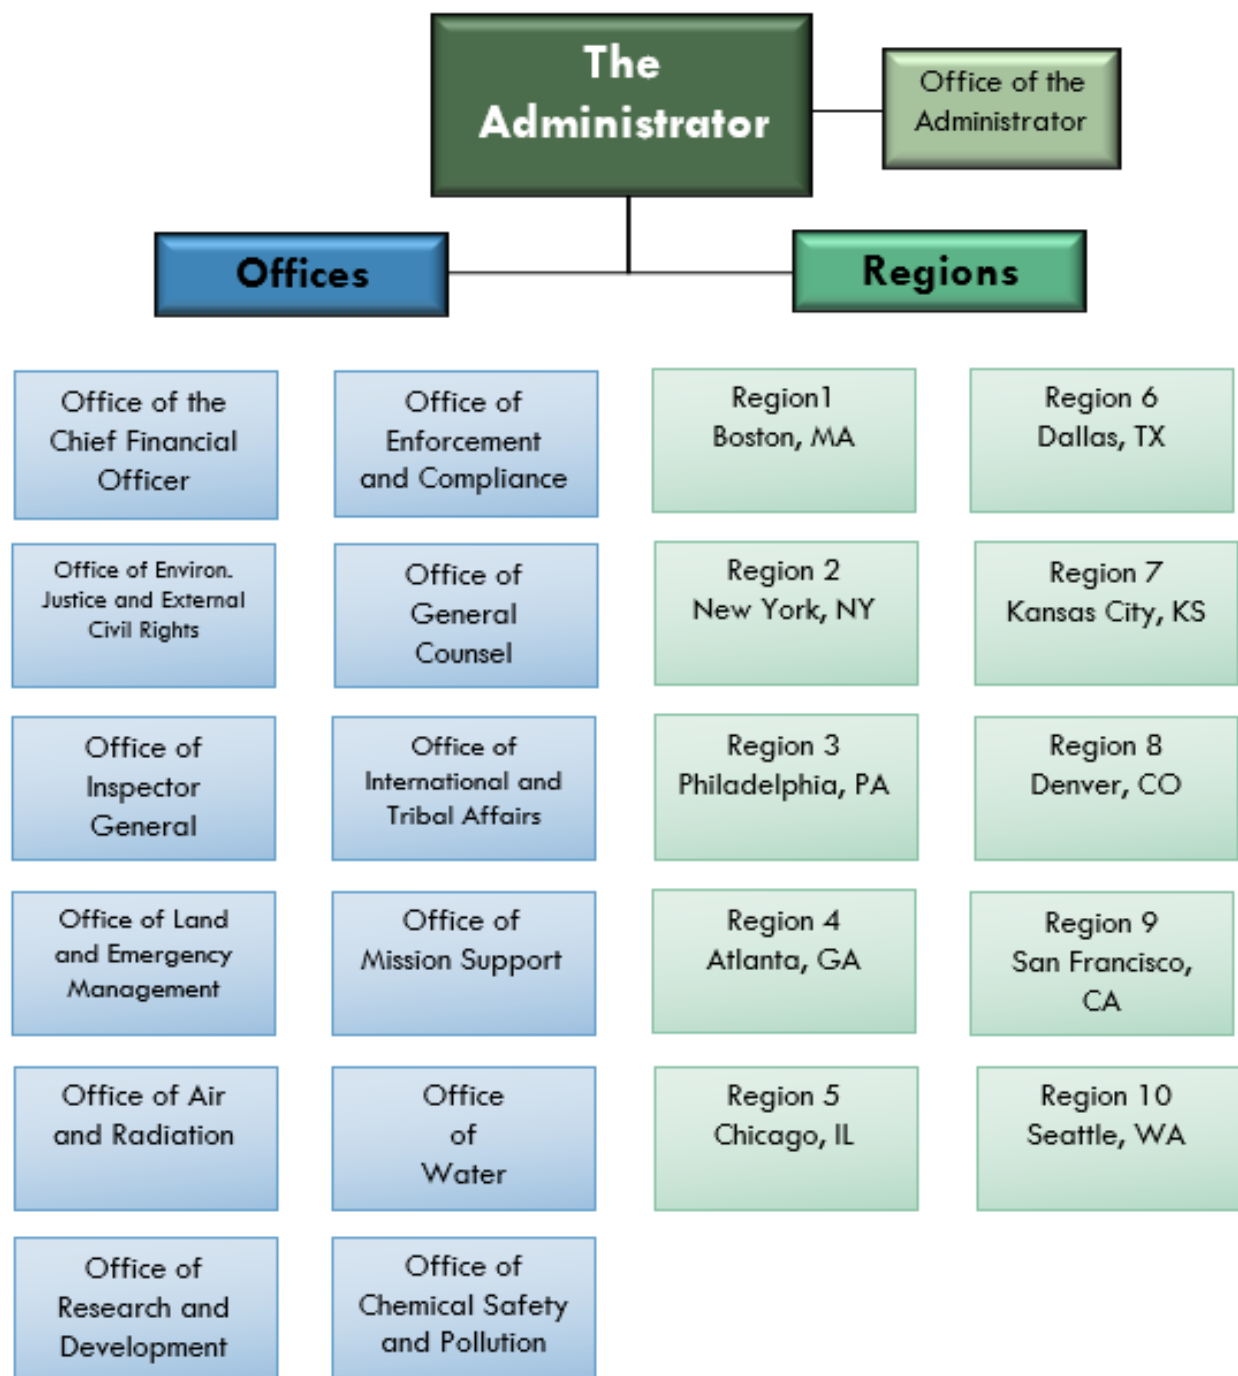 The
Administrator
Office of the
Administrator
Offices
Regions
Office of the
Chief Financial
Officer
Office of
Enforcement
and Compliance
Region1
Boston, MA
Region 6
Dallas, TX
Office of Environ.
Justice and External
Civil Rights
Office of
General
Counsel
Region 2
New York, NY
Region 7
Kansas City, KS
Office of
Inspector
General
Office of
International and
Tribal Affairs
Region 3
Philadelphia, PA
Region 8
Denver, CO
Office of Land
and Emergency
Management
Office of
Mission Support
Region 4
Atlanta, GA
Region 9
San Francisco,
CA
Office of Air
and Radiation
Office
of
Water
Region 5
Chicago, IL
Region 10
Seattle, WA
Office of
Research and
Development
Office of
Chemical Safety
and Pollution